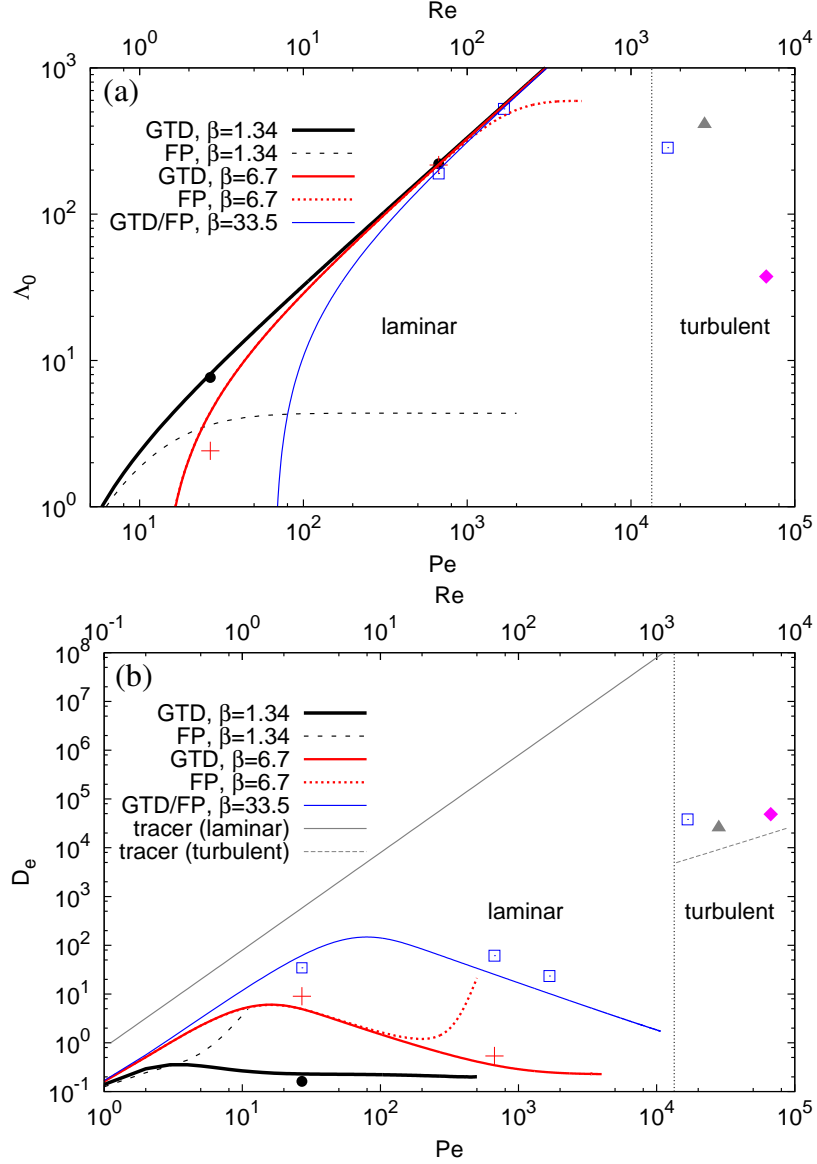 Re
10^0 10^1 10^2 10^3 10^4
(a)
10^3
10^2
10^1
10^0
Λ_0
GTD, β=1.34
FP, β=1.34
GTD, β=6.7
FP, β=6.7
GTD/FP, β=33.5
laminar
turbulent
10^1 10^2 10^3 10^4 10^5
Pe
Re
10^-1 10^0 10^1 10^2 10^3 10^4
(b)
10^8
10^7
10^6
10^5
10^4
10^3
10^2
10^1
10^0
10^-1
D_e
GTD, β=1.34
FP, β=1.34
GTD, β=6.7
FP, β=6.7
GTD/FP, β=33.5
tracer (laminar)
tracer (turbulent)
laminar
turbulent
10^0 10^1 10^2 10^3 10^4 10^5
Pe